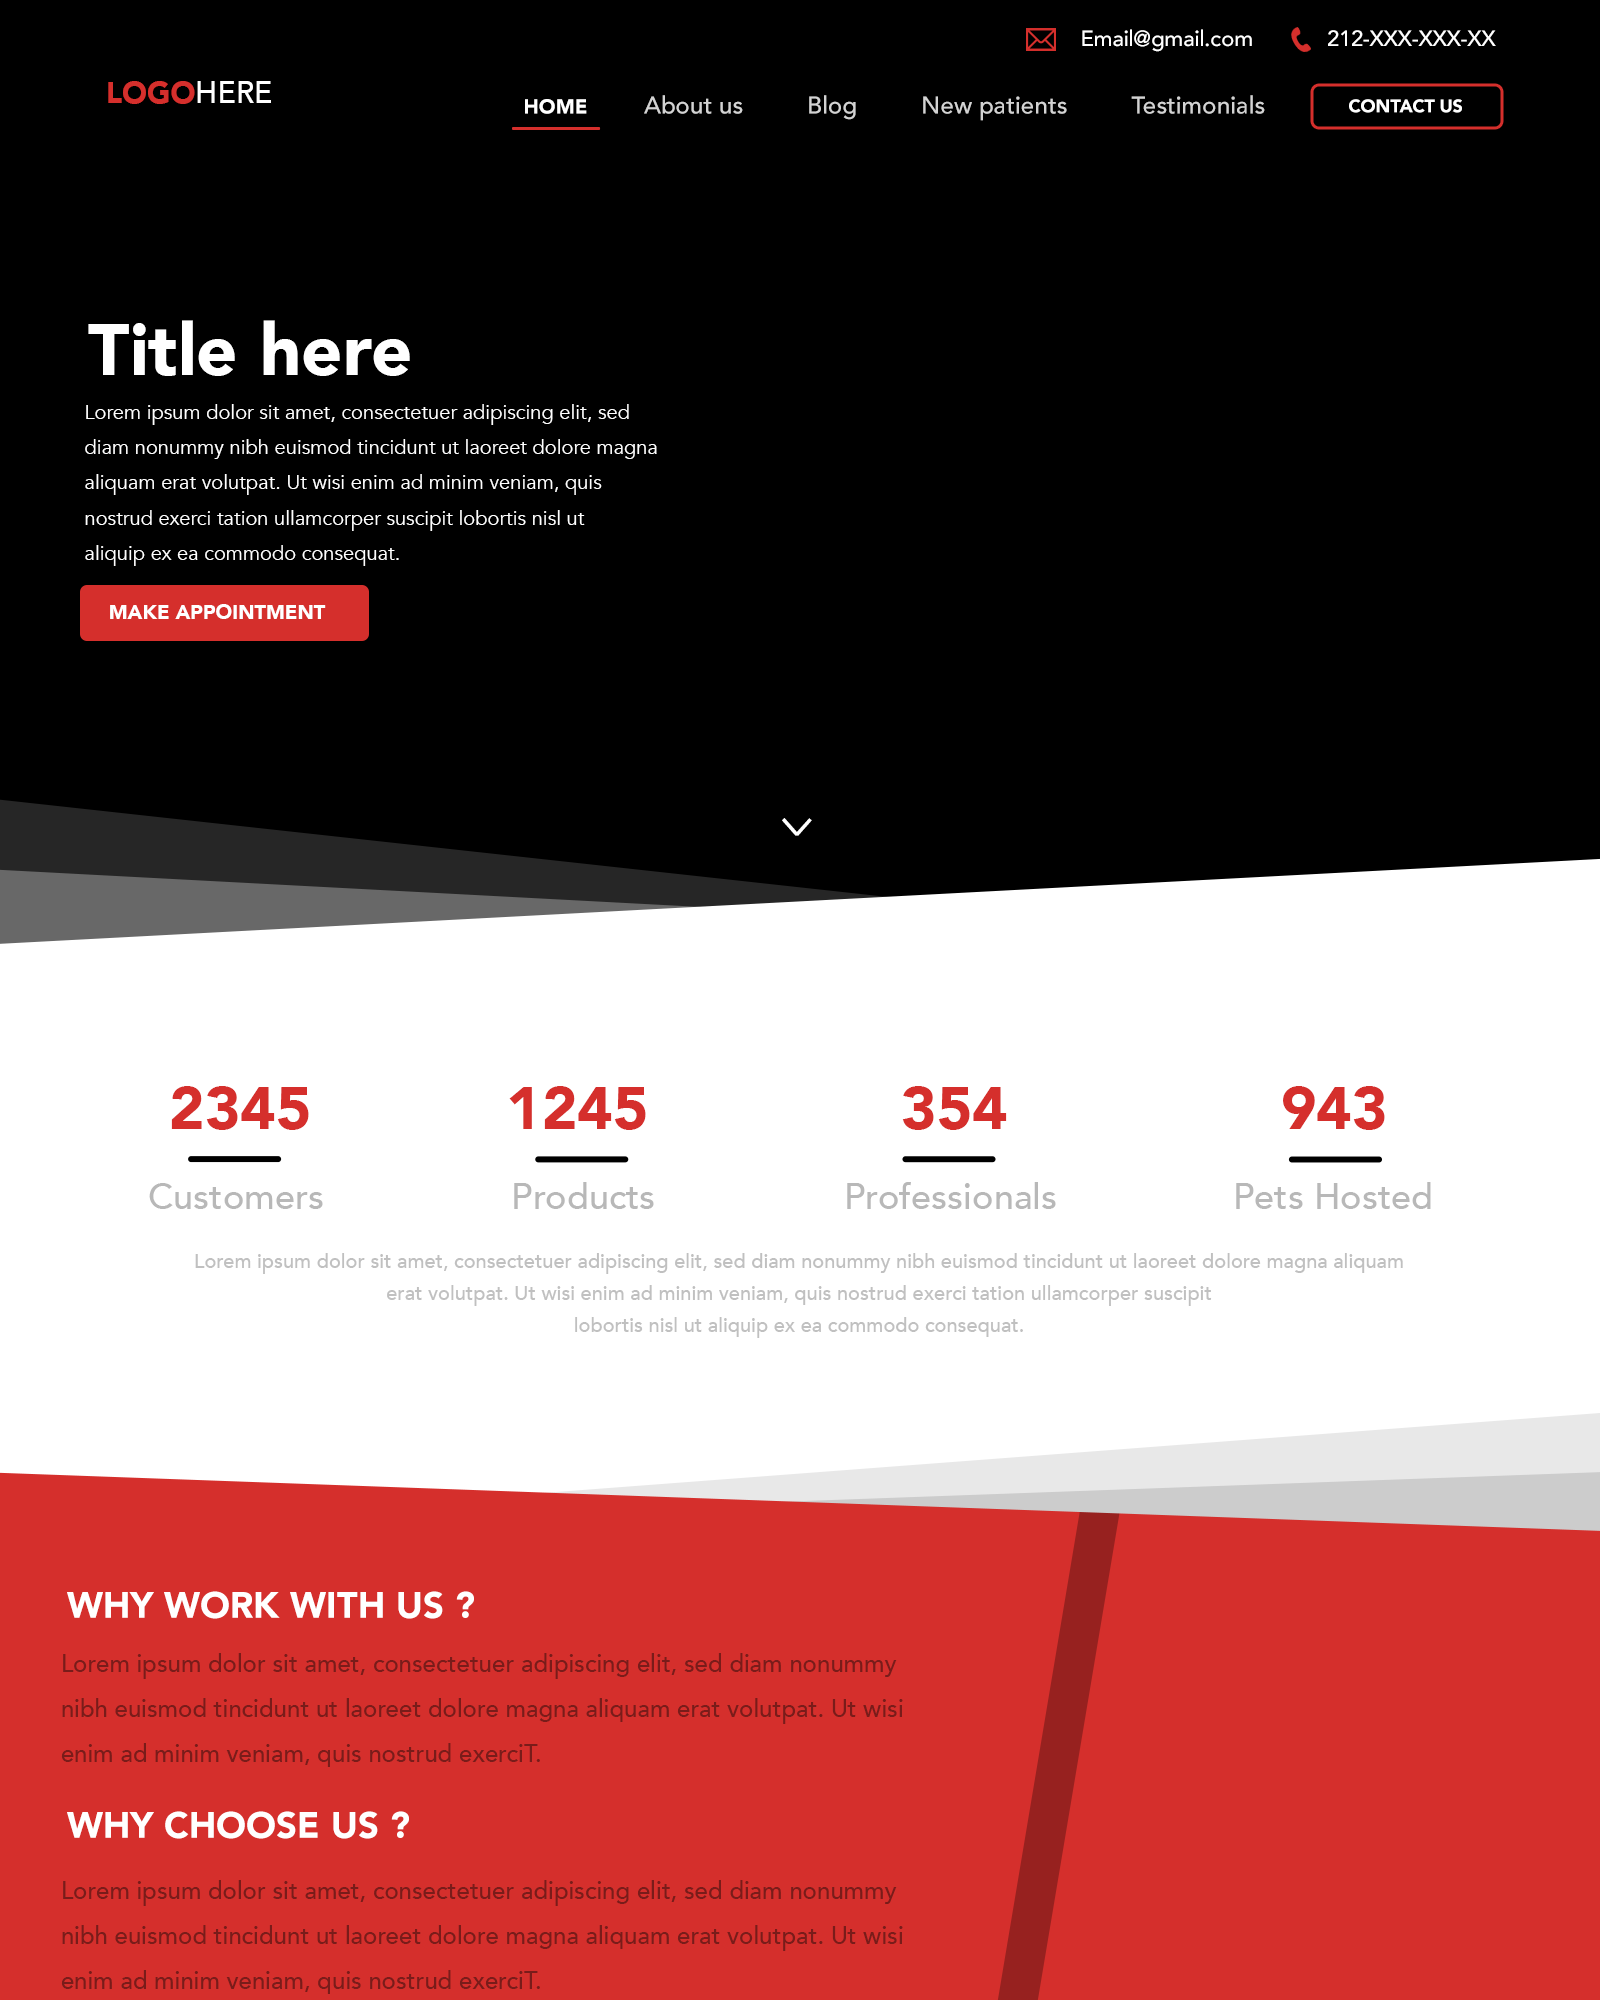 Email@gmail.com 212-XXX-XXX-XX
LOGOHERE
HOME About us Blog New patients Testimonials CONTACT US
Title here
Lorem ipsum dolor sit amet, consectetuer adipiscing elit, sed
diam nonummy nibh euismod tincidunt ut laoreet dolore magna
aliquam erat volutpat. Ut wisi enim ad minim veniam, quis
nostrud exerci tation ullamcorper suscipit lobortis nisl ut
aliquip ex ea commodo consequat.
MAKE APPOINTMENT
2345 1245 354 943
Customers Products Professionals Pets Hosted
Lorem ipsum dolor sit amet, consectetuer adipiscing elit, sed diam nonummy nibh euismod tincidunt ut laoreet dolore magna aliquam
erat volutpat. Ut wisi enim ad minim veniam, quis nostrud exerci tation ullamcorper suscipit
lobortis nisl ut aliquip ex ea commodo consequat.
WHY WORK WITH US ?
Lorem ipsum dolor sit amet, consectetuer adipiscing elit, sed diam nonummy
nibh euismod tincidunt ut laoreet dolore magna aliquam erat volutpat. Ut wisi
enim ad minim veniam, quis nostrud exerciT.
WHY CHOOSE US ?
Lorem ipsum dolor sit amet, consectetuer adipiscing elit, sed diam nonummy
nibh euismod tincidunt ut laoreet dolore magna aliquam erat volutpat. Ut wisi
enim ad minim veniam, quis nostrud exerciT.